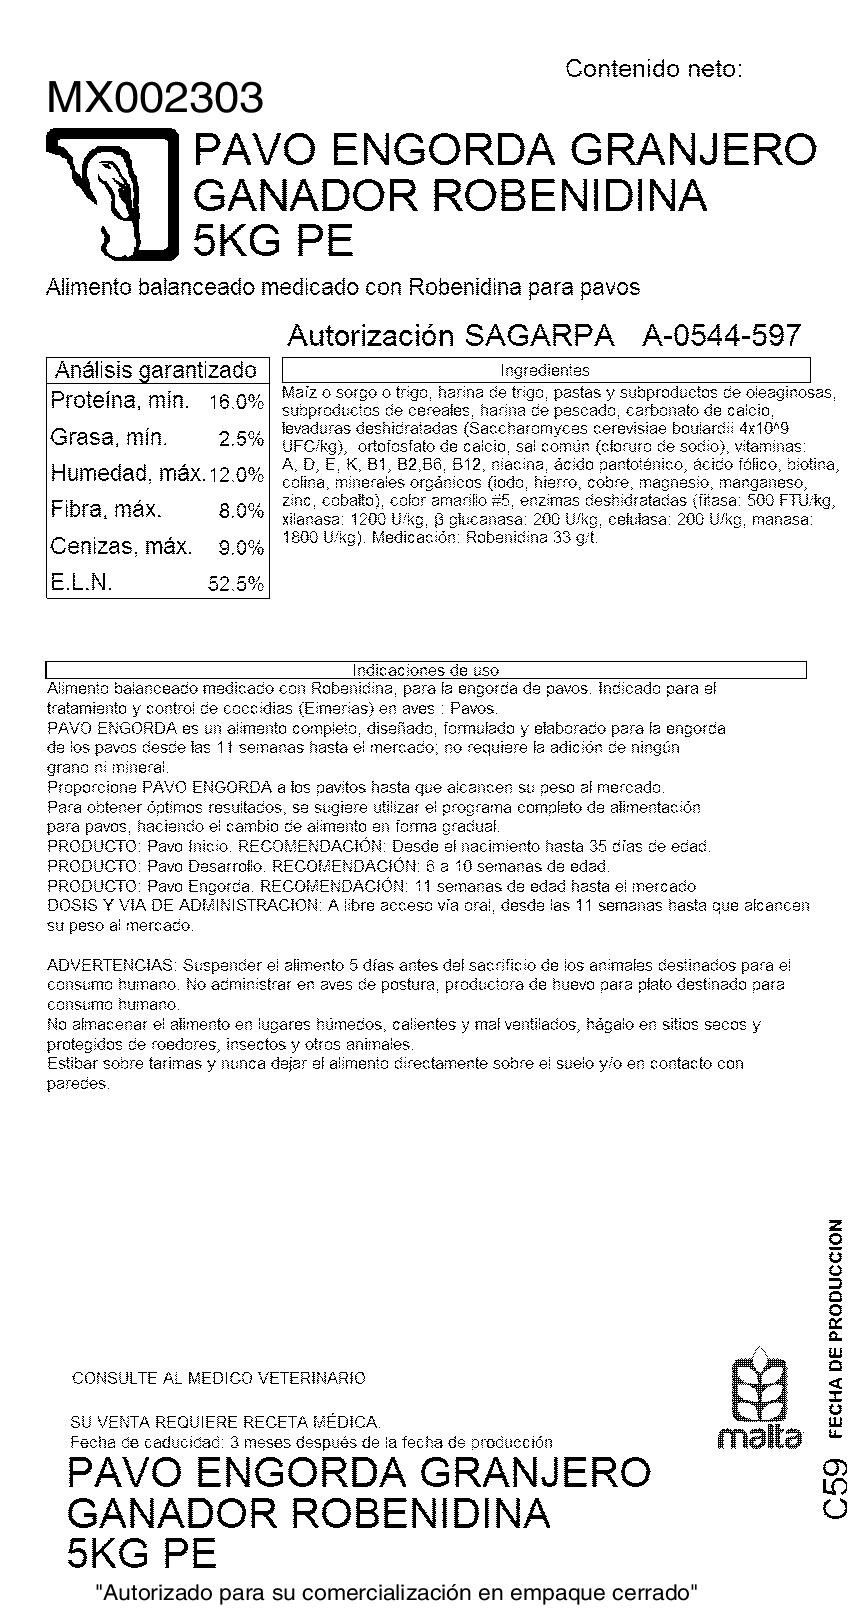 Contenido neto:
MX002303
PAVO ENGORDA GRANJERO
GANADOR ROBENIDINA
5KG PE
Alimento balanceado medicado con Robenidina para pavos
Autorización SAGARPA A-0544-597
Análisis garantizado
Proteína, mín. 16.0%
Grasa, mín. 2.5%
Humedad, máx. 12.0%
Fibra, máx. 8.0%
Cenizas, máx. 9.0%
E.L.N. 52.5%
Ingredientes
Maíz o sorgo o trigo, harina de trigo, pastas y subproductos de oleaginosas,
subproductos de cereales, harina de pescado, carbonato de calcio,
levaduras deshidratadas (Saccharomyces cerevisiae boulardii 4x10^9
UFC/kg), ortofosfato de calcio, sal común (cloruro de sodio), vitaminas:
A, D, E, K, B1, B2,B6, B12, niacina, ácido pantoténico, ácido fólico, biotina,
colina, minerales orgánicos (iodo, hierro, cobre, magnesio, manganeso,
zinc, cobalto), color amarillo #5, enzimas deshidratadas (fitasa: 500 FTU/kg,
xilanasa: 1200 U/kg, β glucanasa: 200 U/kg, celulasa: 200 U/kg, manasa:
1800 U/kg). Medicación: Robenidina 33 g/t.
Indicaciones de uso
Alimento balanceado medicado con Robenidina, para la engorda de pavos. Indicado para el
tratamiento y control de coccidias (Eimerias) en aves : Pavos.
PAVO ENGORDA es un alimento completo, diseñado, formulado y elaborado para la engorda
de los pavos desde las 11 semanas hasta el mercado; no requiere la adición de ningún
grano ni mineral.
Proporcione PAVO ENGORDA a los pavitos hasta que alcancen su peso al mercado.
Para obtener óptimos resultados, se sugiere utilizar el programa completo de alimentación
para pavos, haciendo el cambio de alimento en forma gradual.
PRODUCTO: Pavo Inicio. RECOMENDACIÓN: Desde el nacimiento hasta 35 días de edad.
PRODUCTO: Pavo Desarrollo. RECOMENDACIÓN: 6 a 10 semanas de edad.
PRODUCTO: Pavo Engorda. RECOMENDACIÓN: 11 semanas de edad hasta el mercado
DOSIS Y VIA DE ADMINISTRACION: A libre acceso vía oral, desde las 11 semanas hasta que alcancen
su peso al mercado.
ADVERTENCIAS: Suspender el alimento 5 días antes del sacrificio de los animales destinados para el
consumo humano. No administrar en aves de postura, productora de huevo para plato destinado para
consumo humano.
No almacenar el alimento en lugares húmedos, calientes y mal ventilados, hágalo en sitios secos y
protegidos de roedores, insectos y otros animales.
Estibar sobre tarimas y nunca dejar el alimento directamente sobre el suelo y/o en contacto con
paredes.
FECHA DE PRODUCCION
C59
CONSULTE AL MEDICO VETERINARIO
malta
SU VENTA REQUIERE RECETA MÉDICA.
Fecha de caducidad: 3 meses después de la fecha de producción
PAVO ENGORDA GRANJERO
GANADOR ROBENIDINA
5KG PE
"Autorizado para su comercialización en empaque cerrado"